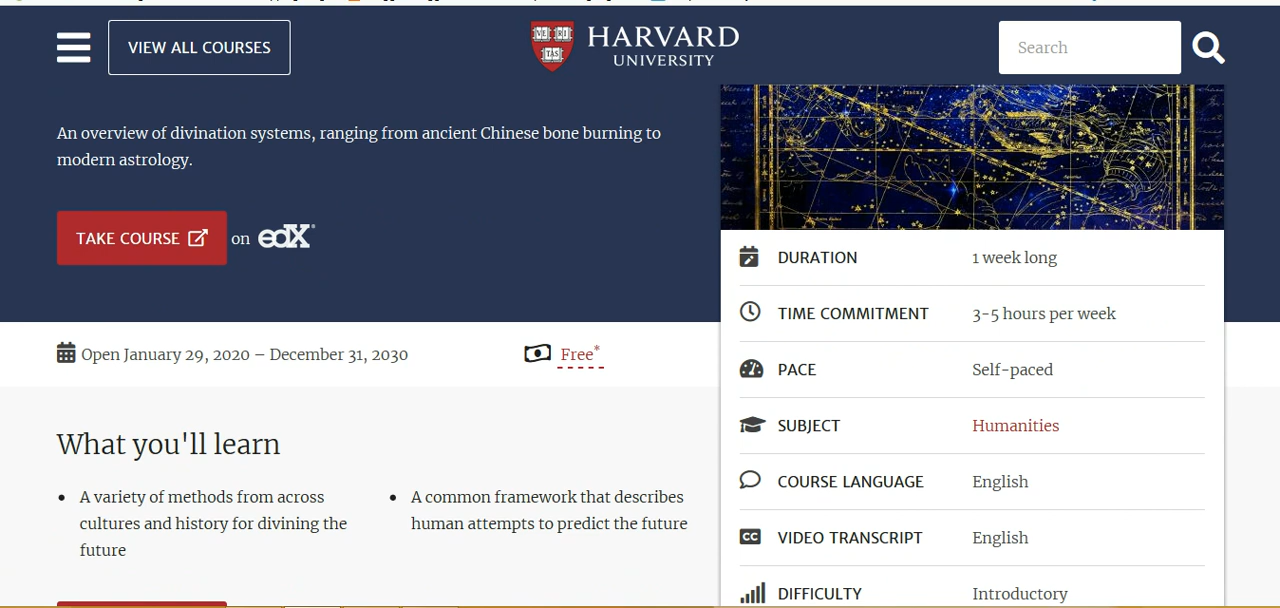 VIEW ALL COURSES
VE RI
TAS
HARVARD
UNIVERSITY
Search
An overview of divination systems, ranging from ancient Chinese bone burning to
modern astrology.
TAKE COURSE on edX
Open January 29, 2020 – December 31, 2030
Free*
What you'll learn
• A variety of methods from across
cultures and history for divining the
future
• A common framework that describes
human attempts to predict the future
DURATION 1 week long
TIME COMMITMENT 3-5 hours per week
PACE Self-paced
SUBJECT Humanities
COURSE LANGUAGE English
CC VIDEO TRANSCRIPT English
DIFFICULTY Introductory